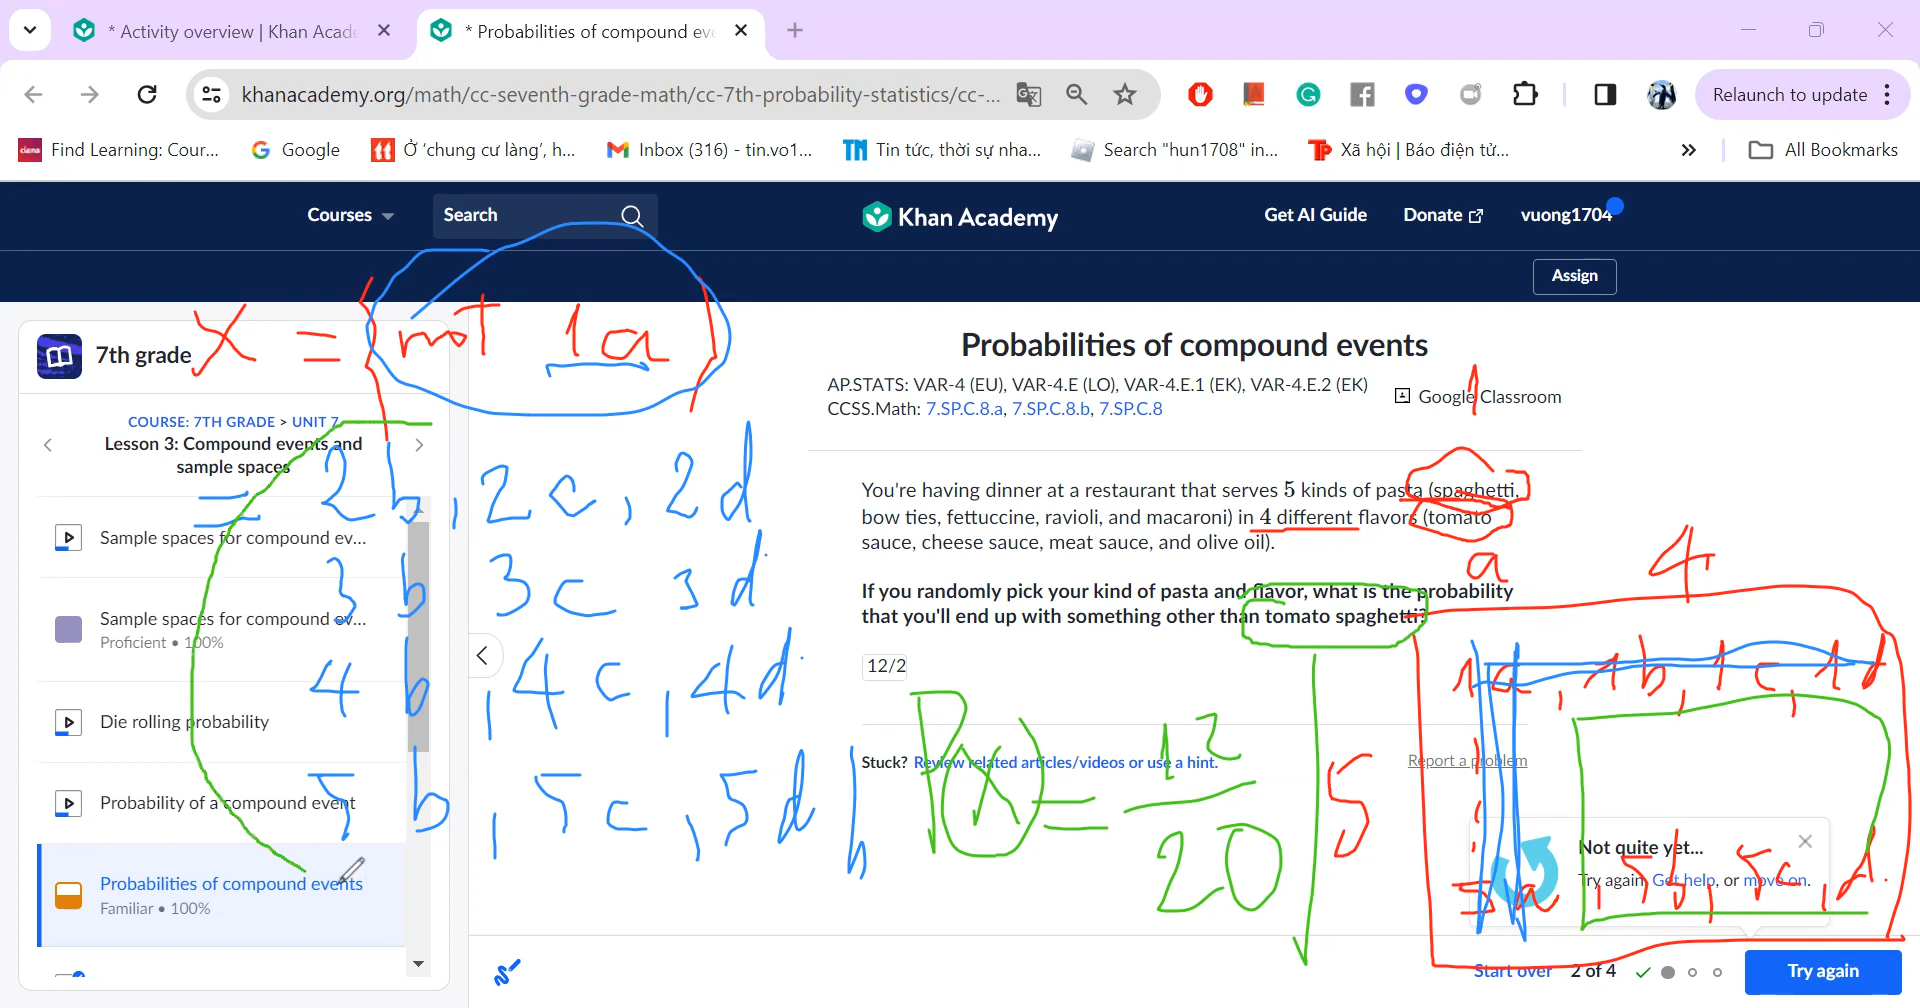 * Activity overview | Khan Acade
* Probabilities of compound eve
khanacademy.org/math/cc-seventh-grade-math/cc-7th-probability-statistics/cc-...
Relaunch to update
Find Learning: Cour...
Google
Ở ‘chung cư làng’, h...
Inbox (316) - tin.vo1...
Tin tức, thời sự nha...
Search "hun1708" in...
Xã hội | Báo điện tử...
»
All Bookmarks
Courses
Search
Khan Academy
Get AI Guide
Donate
vuong1704
Assign
X = { not 1a }
= 2b, 2c, 2d
3b 3c 3d
4b, 4c, 4d
5b, 5c, 5d
7th grade
COURSE: 7TH GRADE > UNIT 7
Lesson 3: Compound events and
sample spaces
Sample spaces for compound ev...
Sample spaces for compound ev...
Proficient • 100%
Die rolling probability
Probability of a compound event
Probabilities of compound events
Familiar • 100%
Probabilities of compound events
AP.STATS: VAR-4 (EU), VAR-4.E (LO), VAR-4.E.1 (EK), VAR-4.E.2 (EK)
CCSS.Math: 7.SP.C.8.a, 7.SP.C.8.b, 7.SP.C.8
Google Classroom
1
You're having dinner at a restaurant that serves 5 kinds of pasta (spaghetti,
bow ties, fettuccine, ravioli, and macaroni) in 4 different flavors (tomato
sauce, cheese sauce, meat sauce, and olive oil).
a
4
If you randomly pick your kind of pasta and flavor, what is the probability
that you'll end up with something other than tomato spaghetti?
12/2
1a, 1b, 1c, 1d
P(X) = 12
20
5
Stuck? Review related articles/videos or use a hint.
Report a problem
Not quite yet...
Try again, Get help, or move on.
5a, 5b, 5c, d.
Start over
2 of 4
Try again